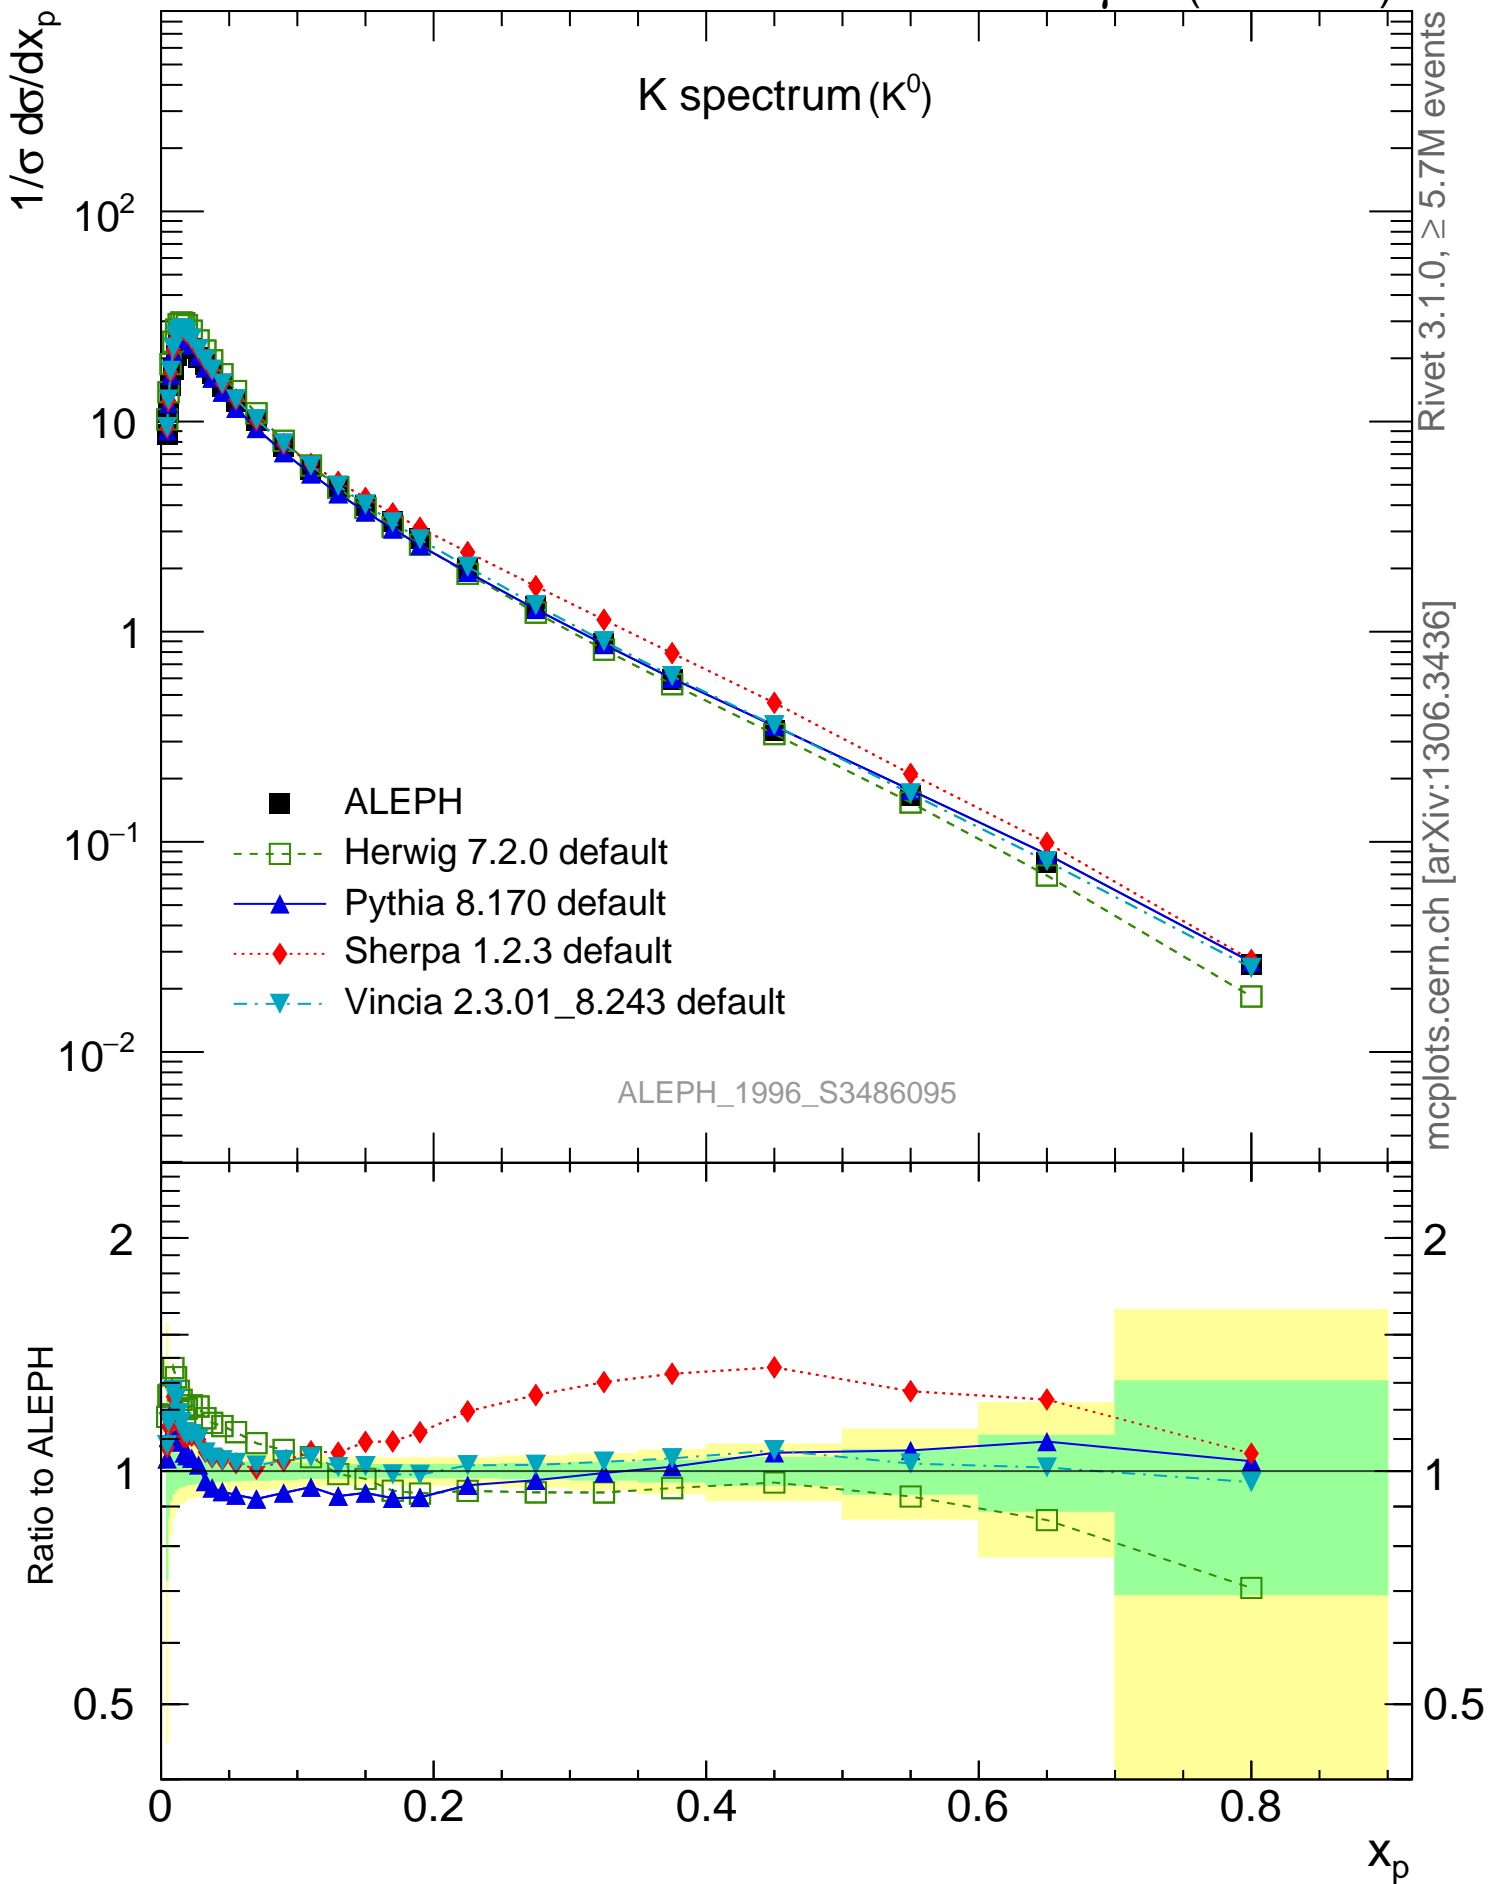 K spectrum (K⁰)
1/σ dσ/dxₚ
10²
10
1
10⁻¹
10⁻²
ALEPH
Herwig 7.2.0 default
Pythia 8.170 default
Sherpa 1.2.3 default
Vincia 2.3.01_8.243 default
ALEPH_1996_S3486095
Rivet 3.1.0, ≥ 5.7M events
mcplots.cern.ch [arXiv:1306.3436]
Ratio to ALEPH
2
1
0.5
2
1
0.5
0
0.2
0.4
0.6
0.8
xₚ